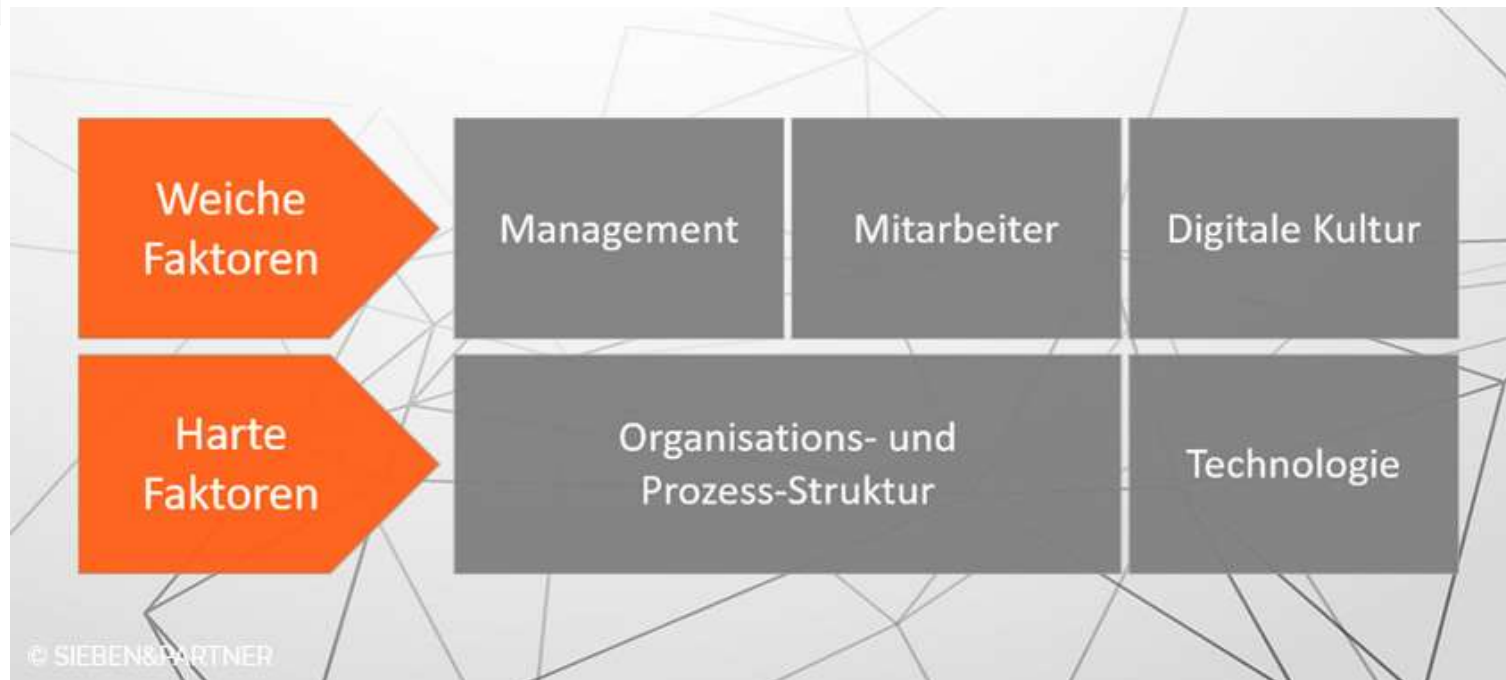 Weiche
Faktoren
Management
Mitarbeiter
Digitale Kultur
Harte
Faktoren
Organisations- und
Prozess-Struktur
Technologie
© SIEBEN&PARTNER